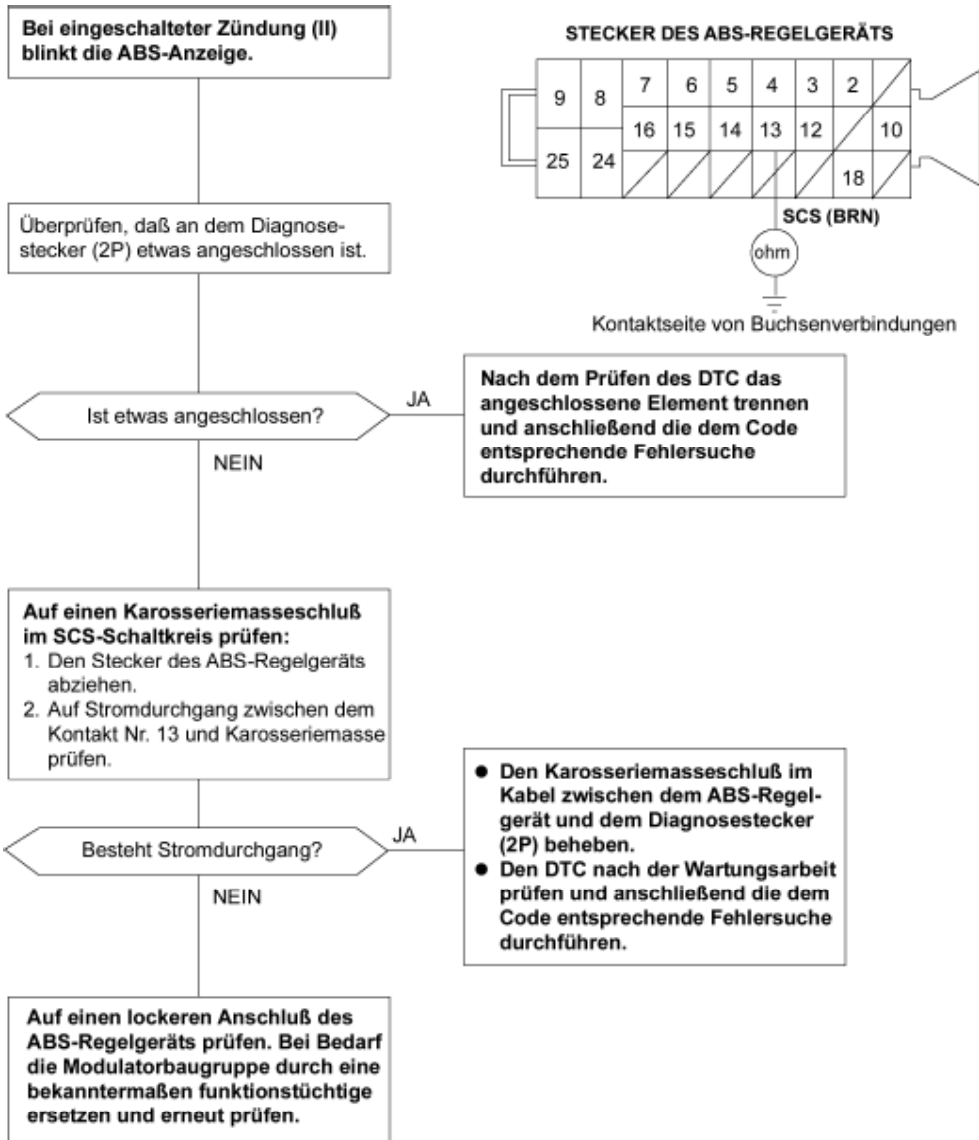 Bei eingeschalteter Zündung (II)
blinkt die ABS-Anzeige.
STECKER DES ABS-REGELGERÄTS
9 8 7 6 5 4 3 2
16 15 14 13 12 10
25 24 18
SCS (BRN)
ohm
Kontaktseite von Buchsenverbindungen
Überprüfen, daß an dem Diagnose-
stecker (2P) etwas angeschlossen ist.
Ist etwas angeschlossen?
JA
Nach dem Prüfen des DTC das
angeschlossene Element trennen
und anschließend die dem Code
entsprechende Fehlersuche
durchführen.
NEIN
Auf einen Karosseriemasseschluß
im SCS-Schaltkreis prüfen:
1. Den Stecker des ABS-Regelgeräts
abziehen.
2. Auf Stromdurchgang zwischen dem
Kontakt Nr. 13 und Karosseriemasse
prüfen.
Besteht Stromdurchgang?
JA
● Den Karosseriemasseschluß im
Kabel zwischen dem ABS-Regel-
gerät und dem Diagnosestecker
(2P) beheben.
● Den DTC nach der Wartungsarbeit
prüfen und anschließend die dem
Code entsprechende Fehlersuche
durchführen.
NEIN
Auf einen lockeren Anschluß des
ABS-Regelgeräts prüfen. Bei Bedarf
die Modulatorbaugruppe durch eine
bekanntermaßen funktionstüchtige
ersetzen und erneut prüfen.